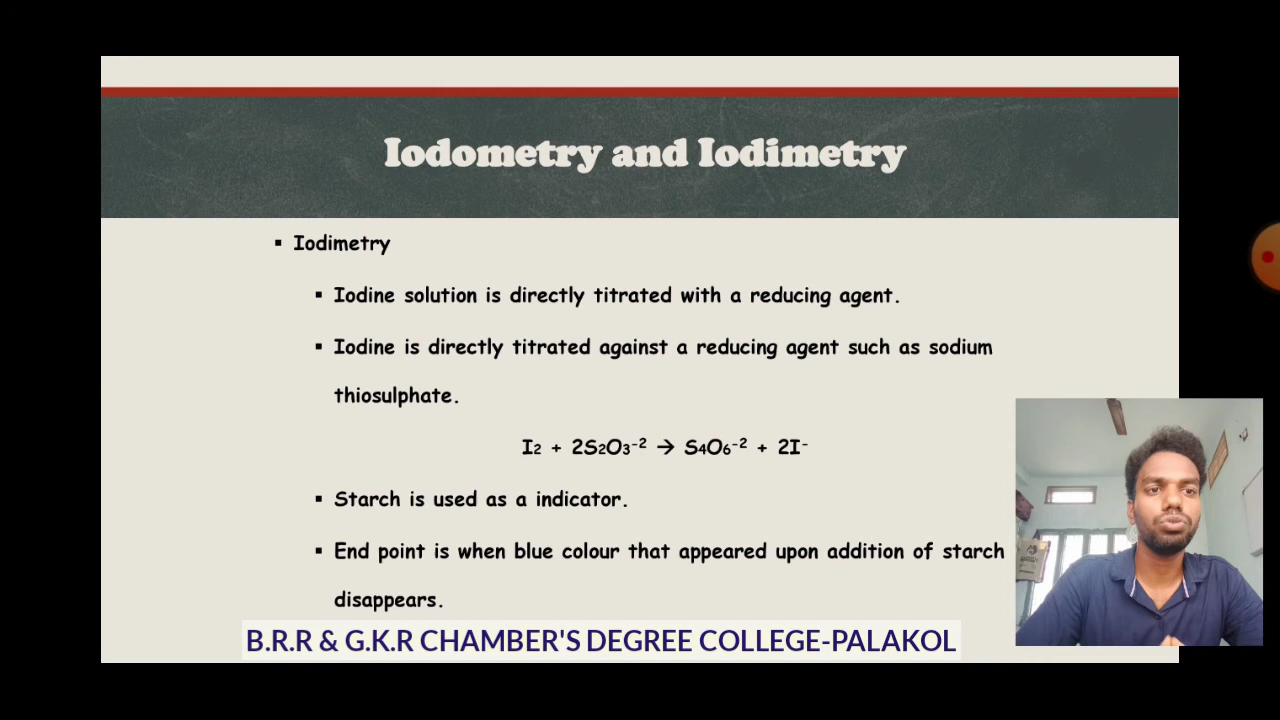 Iodometry and Iodimetry
▪ Iodimetry
▪ Iodine solution is directly titrated with a reducing agent.
▪ Iodine is directly titrated against a reducing agent such as sodium
thiosulphate.
I2 + 2S2O3-2 → S4O6-2 + 2I-
▪ Starch is used as a indicator.
▪ End point is when blue colour that appeared upon addition of starch
disappears.
B.R.R & G.K.R CHAMBER'S DEGREE COLLEGE-PALAKOL